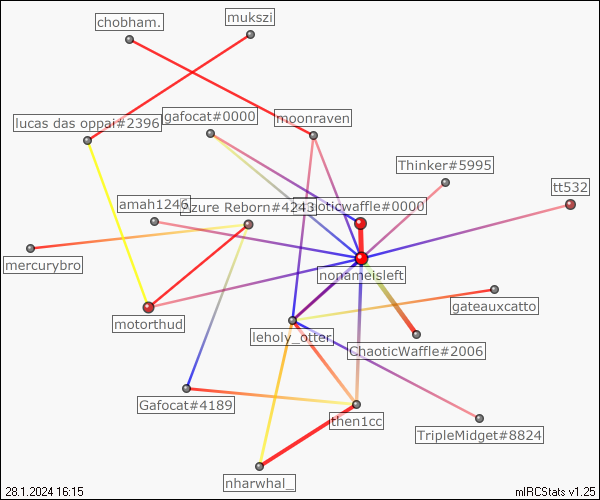 mukszi
chobham.
gafocat#0000
moonraven
lucas das oppai#2396
Thinker#5995
tt532
amah1246
Azure Reborn#4243
chaoticwaffle#0000
mercurybro
nonameisleft
gateauxcatto
motorthud
leholy_otter
ChaoticWaffle#2006
Gafocat#4189
then1cc
TripleMidget#8824
nharwhal_
28.1.2024 16:15
mIRCStats v1.25